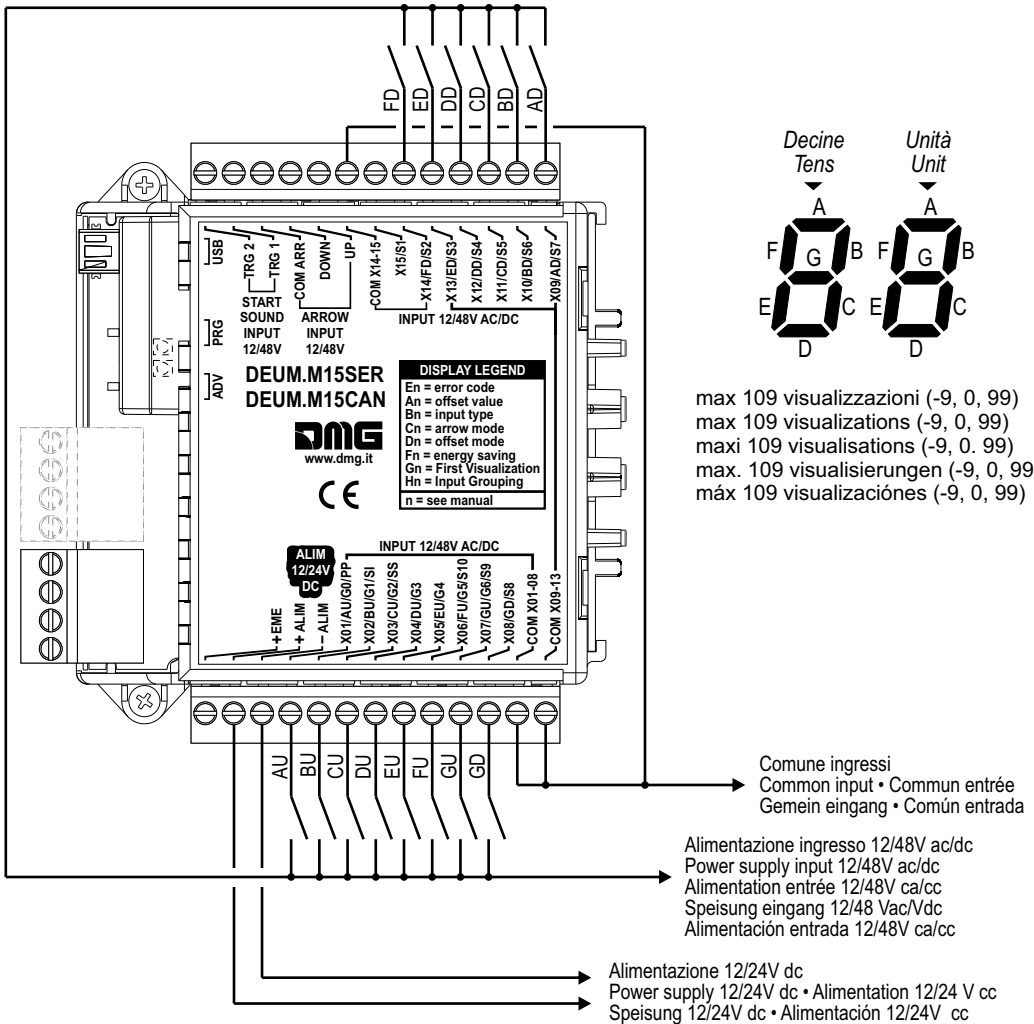 FD
ED
DD
CD
BD
AD
USB
PRG
ADV
TRG 2
TRG 1
START
SOUND
INPUT
12/48V
COM ARR
DOWN
UP
ARROW
INPUT
12/48V
COM X14-15
X15/S1
X14/FD/S2
X13/ED/S3
X12/DD/S4
X11/CD/S5
X10/BD/S6
X09/AD/S7
INPUT 12/48V AC/DC
DEUM.M15SER
DEUM.M15CAN
DMG
www.dmg.it
CE
DISPLAY LEGEND
En = error code
An = offset value
Bn = input type
Cn = arrow mode
Dn = offset mode
Fn = energy saving
Gn = First Visualization
Hn = Input Grouping
n = see manual
ALIM
12/24V
DC
INPUT 12/48V AC/DC
+EME
+ ALIM
– ALIM
X01/AU/G0/PP
X02/BU/G1/SI
X03/CU/G2/SS
X04/DU/G3
X05/EU/G4
X06/FU/G5/S10
X07/GU/G6/S9
X08/GD/S8
COM X01-08
COM X09-13
AU
BU
CU
DU
EU
FU
GU
GD
Decine
Tens
A
F
G
B
E
C
D
Unità
Unit
A
F
G
B
E
C
D
max 109 visualizzazioni (-9, 0, 99)
max 109 visualizations (-9, 0, 99)
maxi 109 visualisations (-9, 0. 99)
max. 109 visualisierungen (-9, 0, 99
máx 109 visualizaciónes (-9, 0, 99)
Comune ingressi
Common input • Commun entrée
Gemein eingang • Común entrada
Alimentazione ingresso 12/48V ac/dc
Power supply input 12/48V ac/dc
Alimentation entrée 12/48V ca/cc
Speisung eingang 12/48 Vac/Vdc
Alimentación entrada 12/48V ca/cc
Alimentazione 12/24V dc
Power supply 12/24V dc • Alimentation 12/24 V cc
Speisung 12/24V dc • Alimentación 12/24V cc